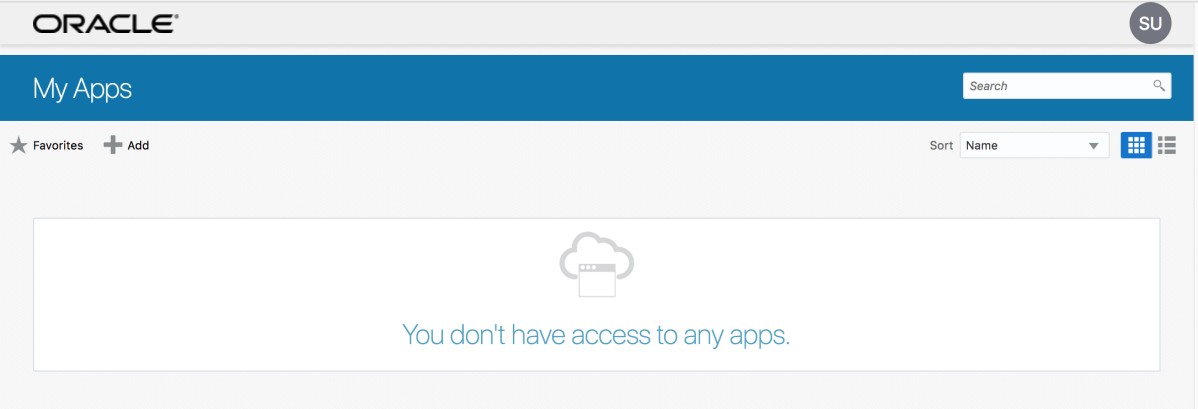 ORACLE®
SU
My Apps
Search
Favorites
Add
Sort
Name
You don't have access to any apps.